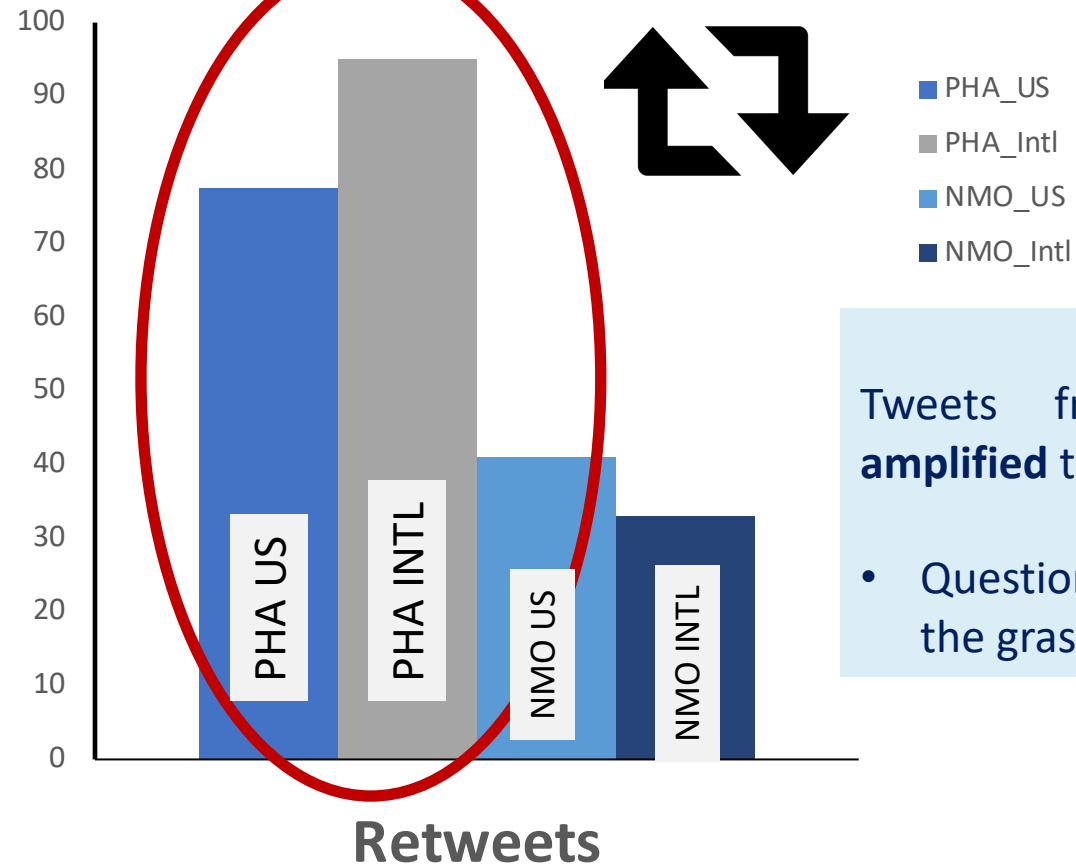 100
90
80
70
60
50
40
30
20
10
0
PHA US
PHA INTL
NMO US
NMO INTL
Retweets
PHA_US
PHA_Intl
NMO_US
NMO_Intl
Tweets
amplified
•
the